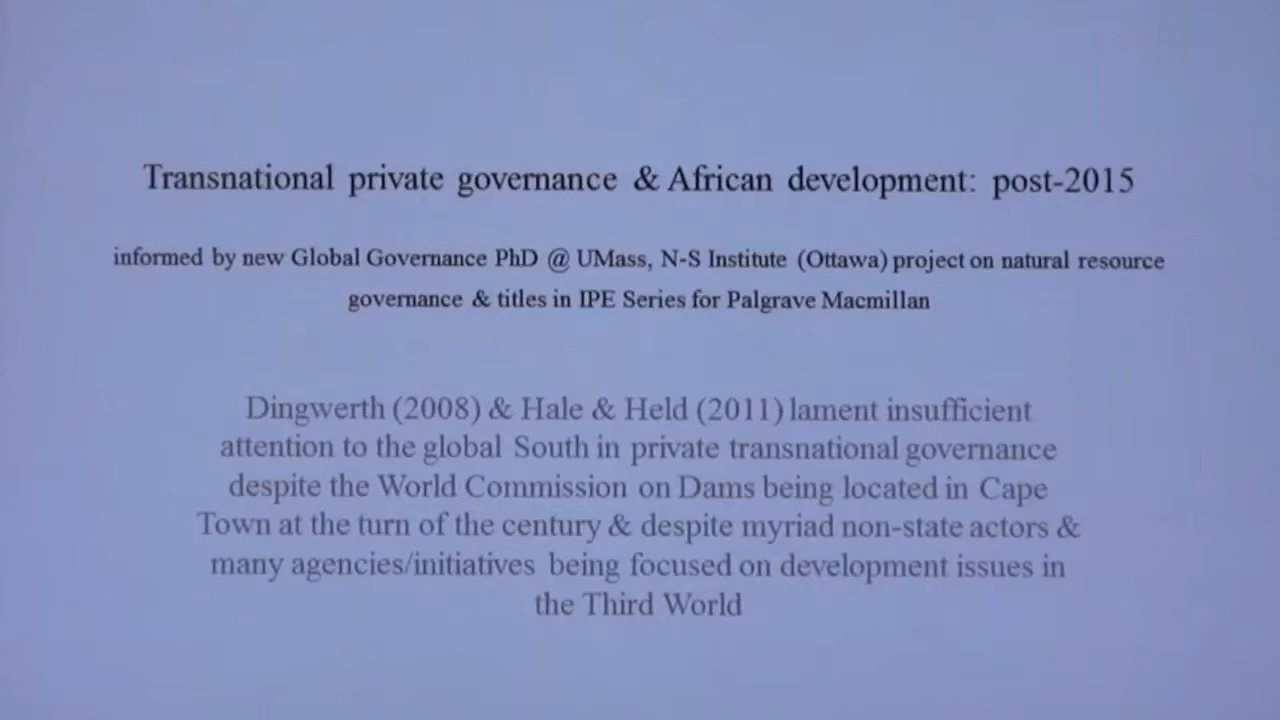 Transnational private governance & African development: post-2015
informed by new Global Governance PhD @ UMass, N-S Institute (Ottawa) project on natural resource
governance & titles in IPE Series for Palgrave Macmillan
Dingwerth (2008) & Hale & Held (2011) lament insufficient
attention to the global South in private transnational governance
despite the World Commission on Dams being located in Cape
Town at the turn of the century & despite myriad non-state actors &
many agencies/initiatives being focused on development issues in
the Third World